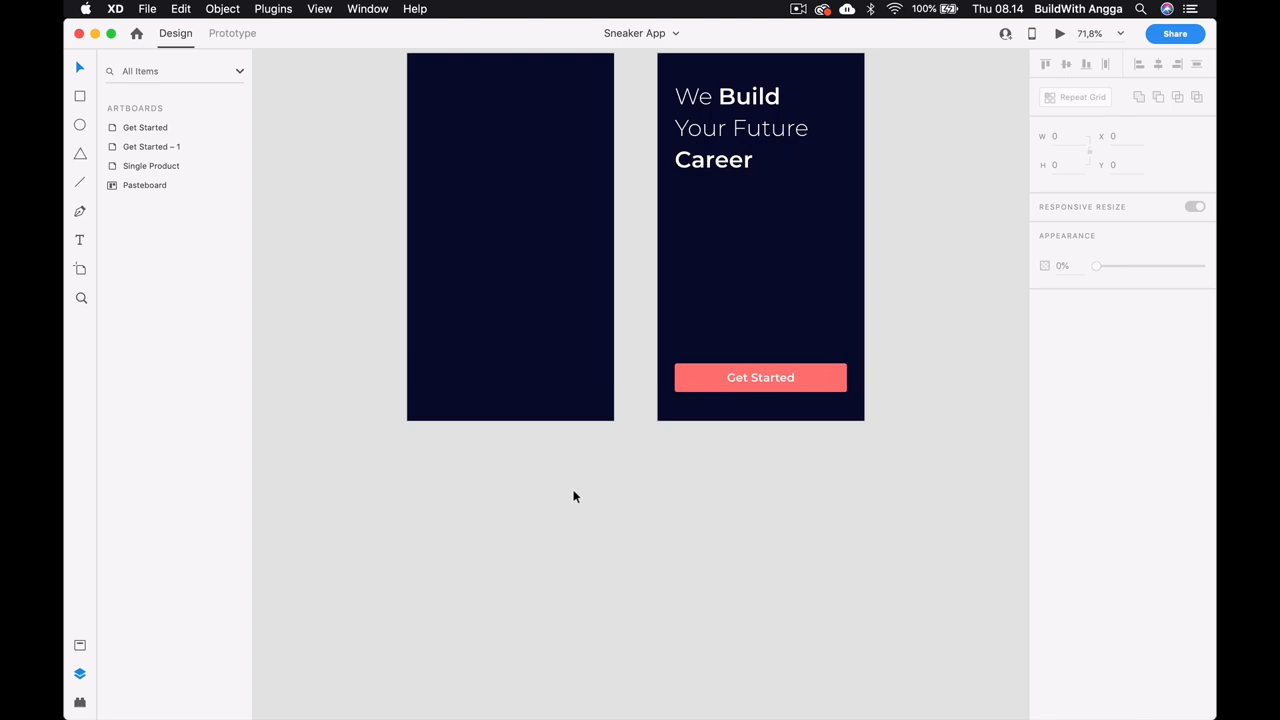 XD File Edit Object Plugins View Window Help 100% Thu 08.14 BuildWith Angga
Design Prototype Sneaker App 71,8% Share
All Items
ARTBOARDS
Get Started
Get Started – 1
Single Product
Pasteboard
We Build
Your Future
Career
Get Started
Repeat Grid
W 0 X 0
H 0 Y 0
RESPONSIVE RESIZE
APPEARANCE
0%